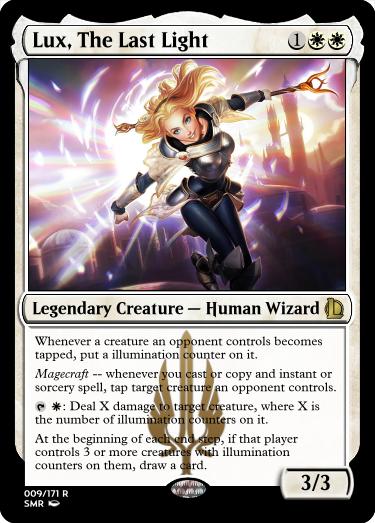 Lux, The Last Light
1
Legendary Creature — Human Wizard
Whenever a creature an opponent controls becomes
tapped, put a illumination counter on it.
Magecraft -- whenever you cast or copy and instant or
sorcery spell, tap target creature an opponent controls.
: Deal X damage to target creature, where X is
the number of illumination counters on it.
At the beginning of each end step, if that player
controls 3 or more creatures with illumination
counters on them, draw a card.
3/3
009/171 R
SMR